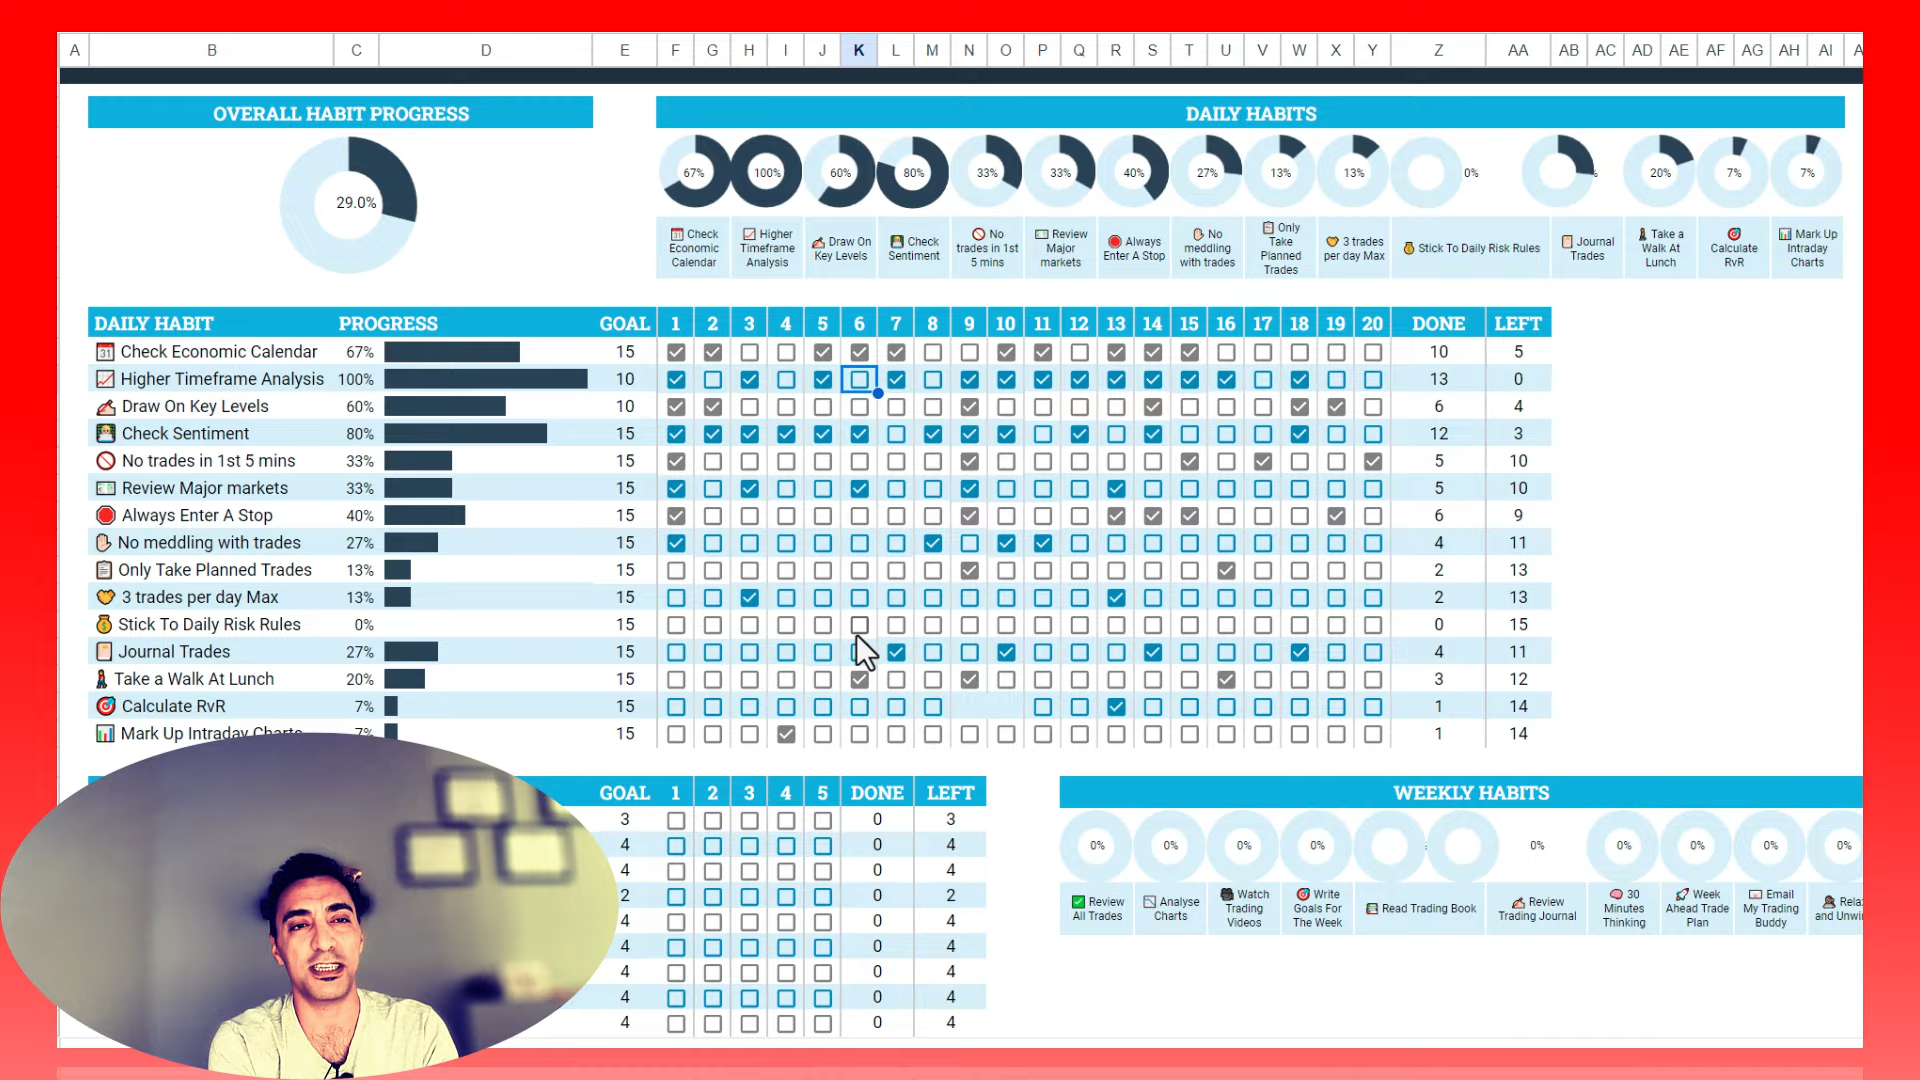 A B C D E F G H I J K L M N O P Q R S T U V W X Y Z AA AB AC AD AE AF AG AH AI
OVERALL HABIT PROGRESS
29.0%
DAILY HABITS
67% 100% 60% 80% 33% 33% 40% 27% 13% 13% 0% 20% 7% 7%
Check Economic Calendar
Higher Timeframe Analysis
Draw On Key Levels
Check Sentiment
No trades in 1st 5 mins
Review Major markets
Always Enter A Stop
No meddling with trades
Only Take Planned Trades
3 trades per day Max
Stick To Daily Risk Rules
Journal Trades
Take a Walk At Lunch
Calculate RvR
Mark Up Intraday Charts
DAILY HABIT PROGRESS GOAL 1 2 3 4 5 6 7 8 9 10 11 12 13 14 15 16 17 18 19 20 DONE LEFT
Check Economic Calendar 67% 15 10 5
Higher Timeframe Analysis 100% 10 13 0
Draw On Key Levels 60% 10 6 4
Check Sentiment 80% 15 12 3
No trades in 1st 5 mins 33% 15 5 10
Review Major markets 33% 15 5 10
Always Enter A Stop 40% 15 6 9
No meddling with trades 27% 15 4 11
Only Take Planned Trades 13% 15 2 13
3 trades per day Max 13% 15 2 13
Stick To Daily Risk Rules 0% 15 0 15
Journal Trades 27% 15 4 11
Take a Walk At Lunch 20% 15 3 12
Calculate RvR 7% 15 1 14
Mark Up Intraday Charts 7% 15 1 14
GOAL 1 2 3 4 5 DONE LEFT
3 0 3
4 0 4
4 0 4
2 0 2
4 0 4
4 0 4
4 0 4
4 0 4
4 0 4
WEEKLY HABITS
0% 0% 0% 0% 0% 0% 0% 0% 0%
Review All Trades
Analyse Charts
Watch Trading Videos
Write Goals For The Week
Read Trading Book
Review Trading Journal
30 Minutes Thinking
Week Ahead Trade Plan
Email My Trading Buddy
and